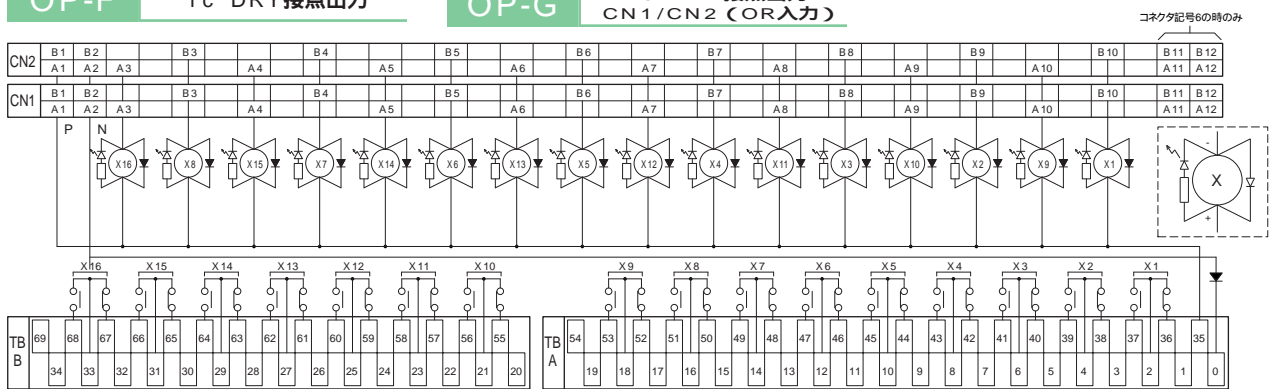 OP-F
1c DRY接点出力
OP-G
CN1/CN2（OR入力）
コネクタ記号6の時のみ
CN2 B1 B2 B3 B4 B5 B6 B7 B8 B9 B10 B11 B12
A1 A2 A3 A4 A5 A6 A7 A8 A9 A10 A11 A12
CN1 B1 B2 B3 B4 B5 B6 B7 B8 B9 B10 B11 B12
A1 A2 A3 A4 A5 A6 A7 A8 A9 A10 A11 A12
P N
X16 X8 X15 X7 X14 X6 X13 X5 X12 X4 X11 X3 X10 X2 X9 X1
-
X
+
X16 X15 X14 X13 X12 X11 X10 X9 X8 X7 X6 X5 X4 X3 X2 X1
TB B 69 68 67 66 65 64 63 62 61 60 59 58 57 56 55
34 33 32 31 30 29 28 27 26 25 24 23 22 21 20
TB A 54 53 52 51 50 49 48 47 46 45 44 43 42 41 40 39 38 37 36 35
19 18 17 16 15 14 13 12 11 10 9 8 7 6 5 4 3 2 1 0